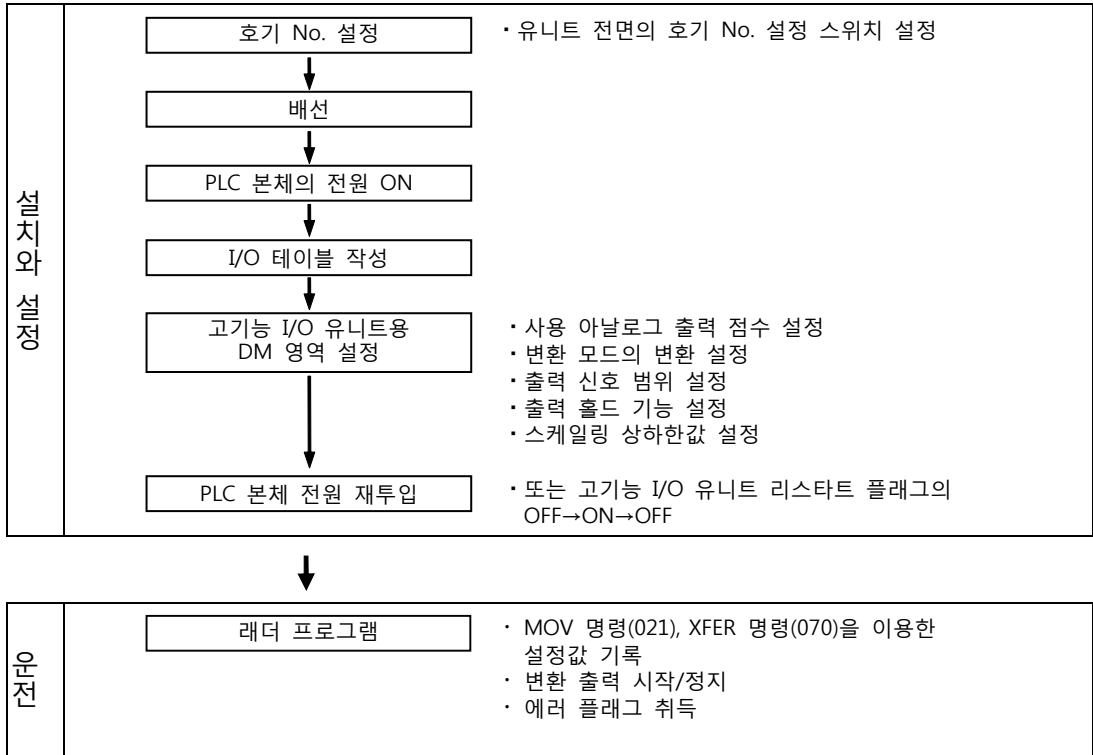 설치와 설정
호기 No. 설정
・유니트 전면의 호기 No. 설정 스위치 설정
배선
PLC 본체의 전원 ON
I/O 테이블 작성
고기능 I/O 유니트용
DM 영역 설정
・사용 아날로그 출력 점수 설정
・변환 모드의 변환 설정
・출력 신호 범위 설정
・출력 홀드 기능 설정
・스케일링 상하한값 설정
PLC 본체 전원 재투입
・또는 고기능 I/O 유니트 리스타트 플래그의
OFF→ON→OFF
운전
래더 프로그램
· MOV 명령(021), XFER 명령(070)을 이용한
설정값 기록
· 변환 출력 시작/정지
· 에러 플래그 취득